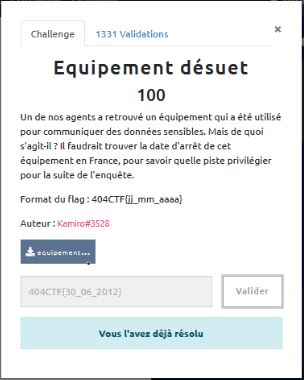 Challenge
1331 Validations
×
Equipement désuet
100
Un de nos agents a retrouvé un équipement qui a été utilisé
pour communiquer des données sensibles. Mais de quoi
s'agit-il ? Il faudrait trouver la date d'arrêt de cet
équipement en France, pour savoir quelle piste privilégier
pour la suite de l'enquête.
Format du flag : 404CTF{jj_mm_aaaa}
Auteur : Kamiro#3528
equipement...
404CTF{30_06_2012}
Valider
Vous l'avez déjà résolu